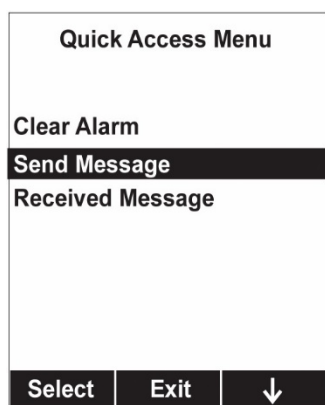 Quick Access Menu
Clear Alarm
Send Message
Received Message
Select Exit ↓